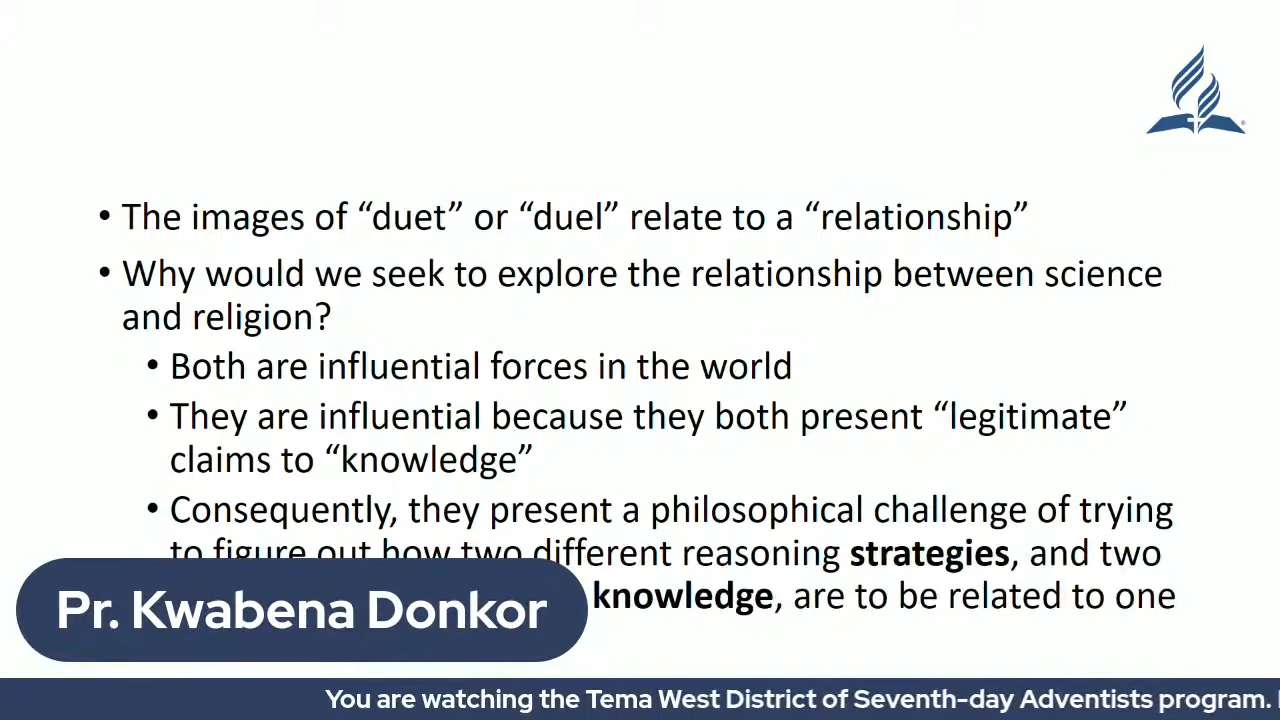 • The images of “duet” or “duel” relate to a “relationship”
• Why would we seek to explore the relationship between science
and religion?
• Both are influential forces in the world
• They are influential because they both present “legitimate”
claims to “knowledge”
• Consequently, they present a philosophical challenge of trying
to figure out how two different reasoning strategies, and two
knowledge, are to be related to one
Pr. Kwabena Donkor
You are watching the Tema West District of Seventh-day Adventists program.